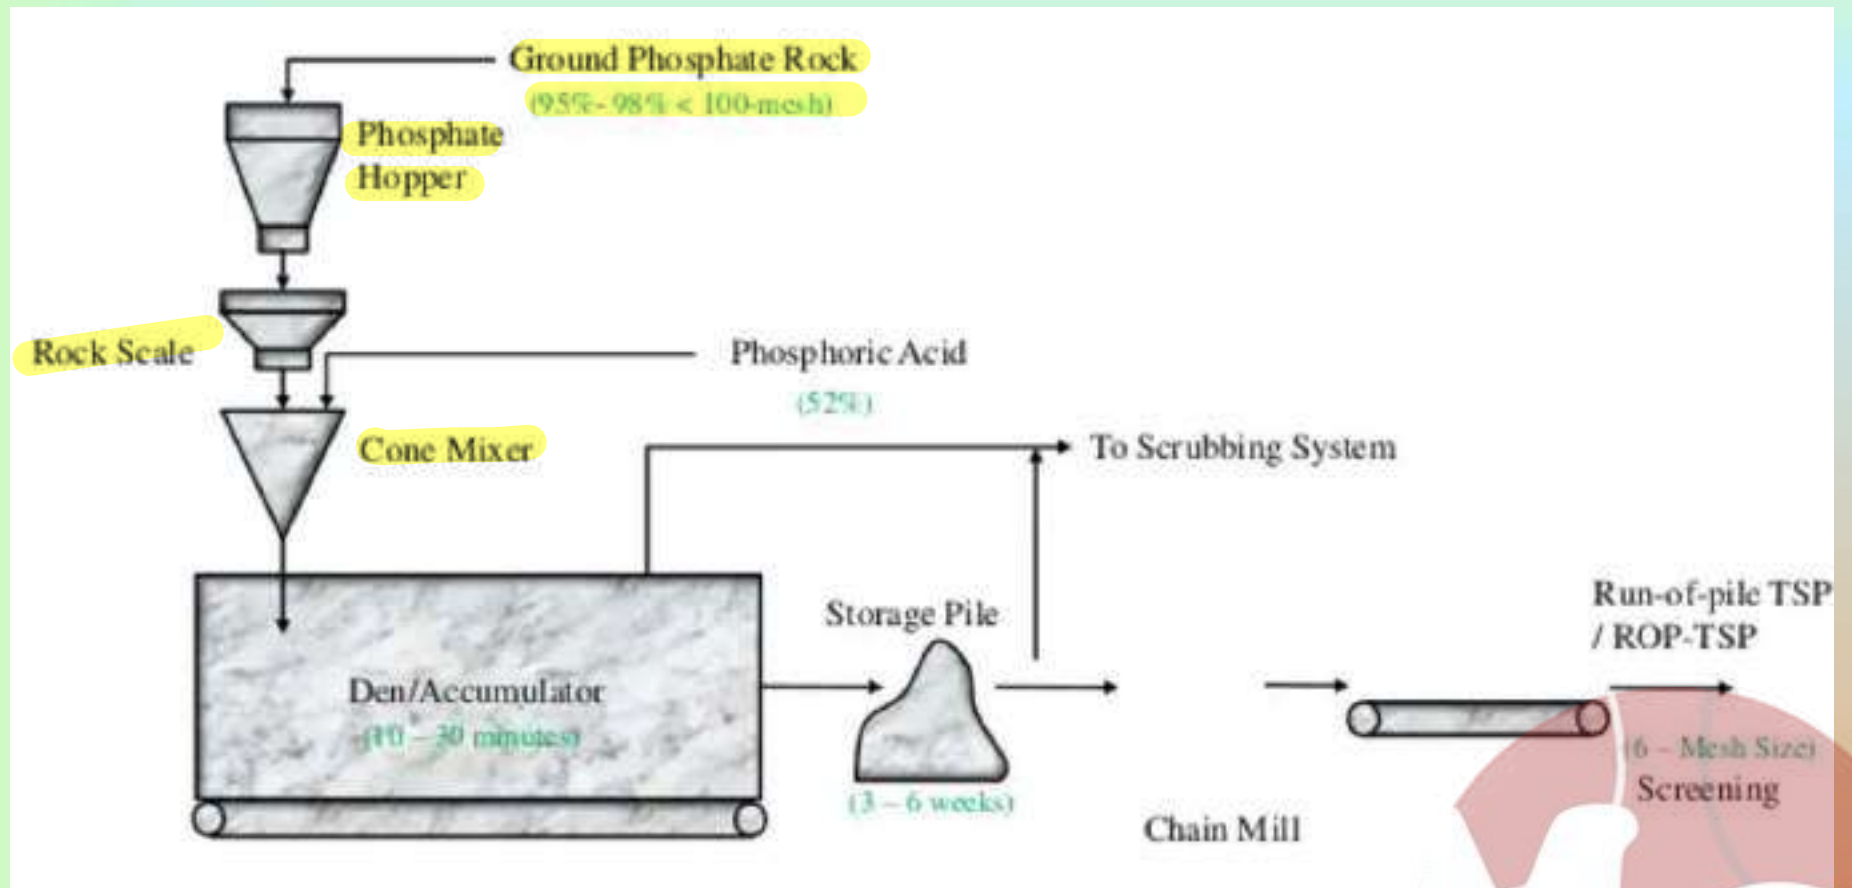 Ground Phosphate Rock
(95%- 98% < 100-mesh)
Phosphate
Hopper
Rock Scale
Phosphoric Acid
(52%)
Cone Mixer
To Scrubbing System
Run-of-pile TSP
/ ROP-TSP
Storage Pile
Den/Accumulator
(10 – 30 minutes)
(6 – Mesh Size)
Screening
(3 – 6 weeks)
Chain Mill